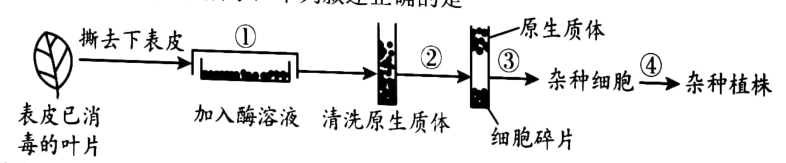 列叙述正确的是
撕去下表皮
①
②
③
④
原生质体
杂种细胞
杂种植株
表皮已消
毒的叶片
加入酶溶液
清洗原生质体
细胞碎片